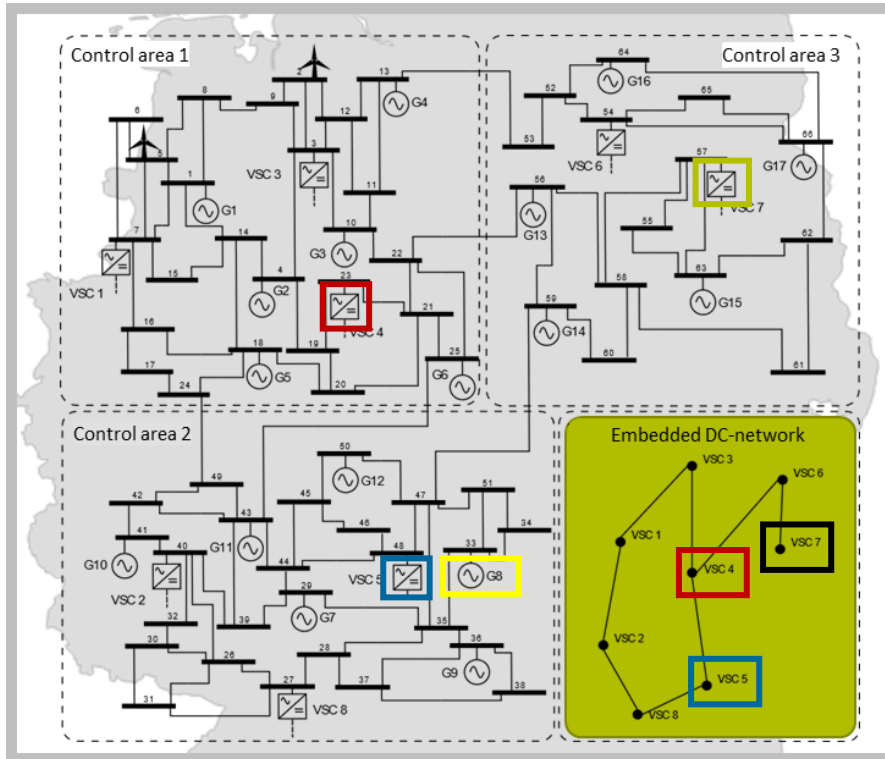 Control area 1
Control area 3
2
13
64
8
G16
9
G4
65
6
12
52
54
3
66
5
53
VSC 6
57
VSC 3
G17
1
11
56
VSC 7
G1
10
55
7
14
G3
22
G13
62
4
23
58
63
VSC 1
15
G2
21
59
G15
16
VSC 4
18
19
G14
25
60
61
17
G5
20
G6
24
Control area 2
Embedded DC-network
50
VSC 3
49
G12
VSC 6
42
45
47
51
41
43
46
34
VSC 1
VSC 7
40
G11
48
33
G10
44
VSC 5
G8
VSC 4
VSC 2
29
32
39
G7
35
30
28
36
VSC 2
26
27
G9
VSC 5
31
37
38
VSC 8
VSC 8